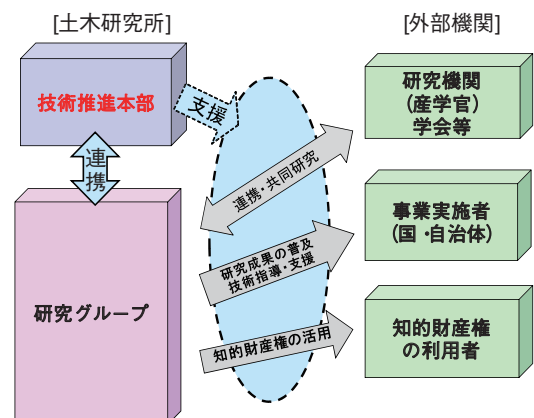 [土木研究所]
[外部機関]
技術推進本部
支援
連
携
研究グループ
連携・共同研究
研究成果の普及
技術指導・支援
知的財産権の活用
研究機関
(産学官)
学会等
事業実施者
(国・自治体)
知的財産権
の利用者